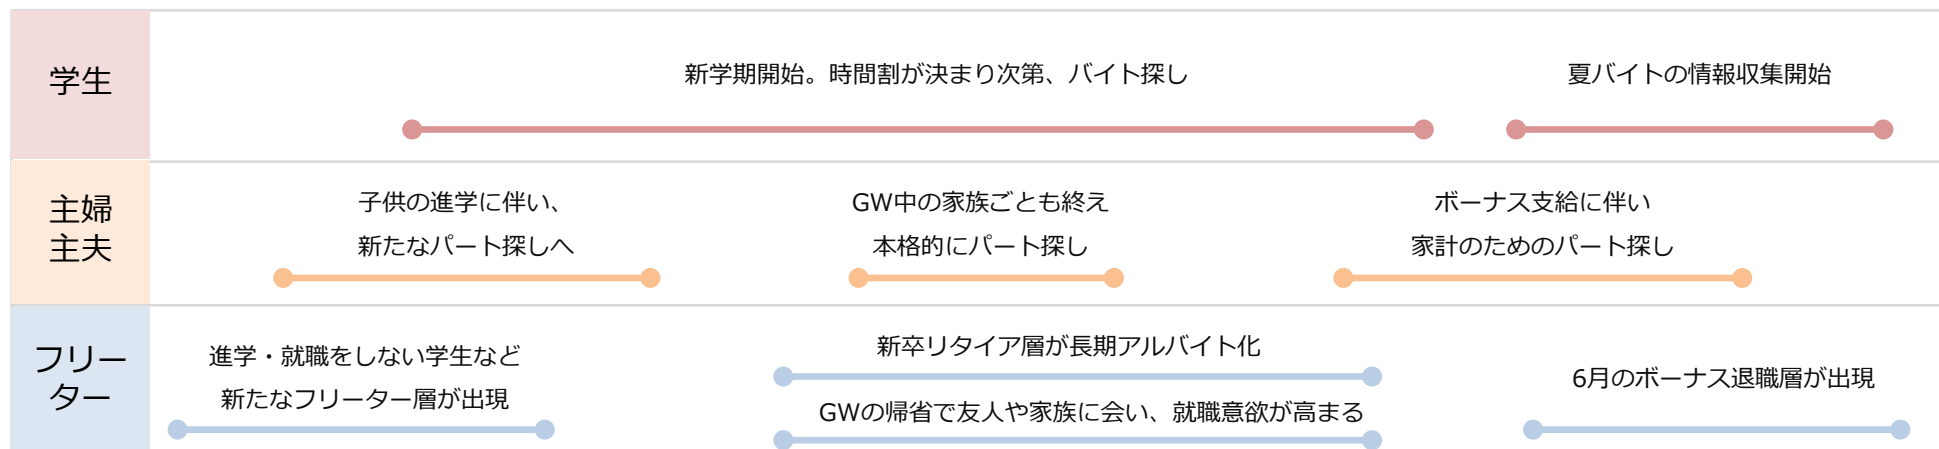 学生
新学期開始。時間割が決まり次第、バイト探し
夏バイトの情報収集開始
主婦
主夫
子供の進学に伴い、
新たなパート探しへ
GW中の家族ごとも終え
本格的にパート探し
ボーナス支給に伴い
家計のためのパート探し
フリー
ター
進学・就職をしない学生など
新たなフリーター層が出現
新卒リタイア層が長期アルバイト化
GWの帰省で友人や家族に会い、就職意欲が高まる
6月のボーナス退職層が出現